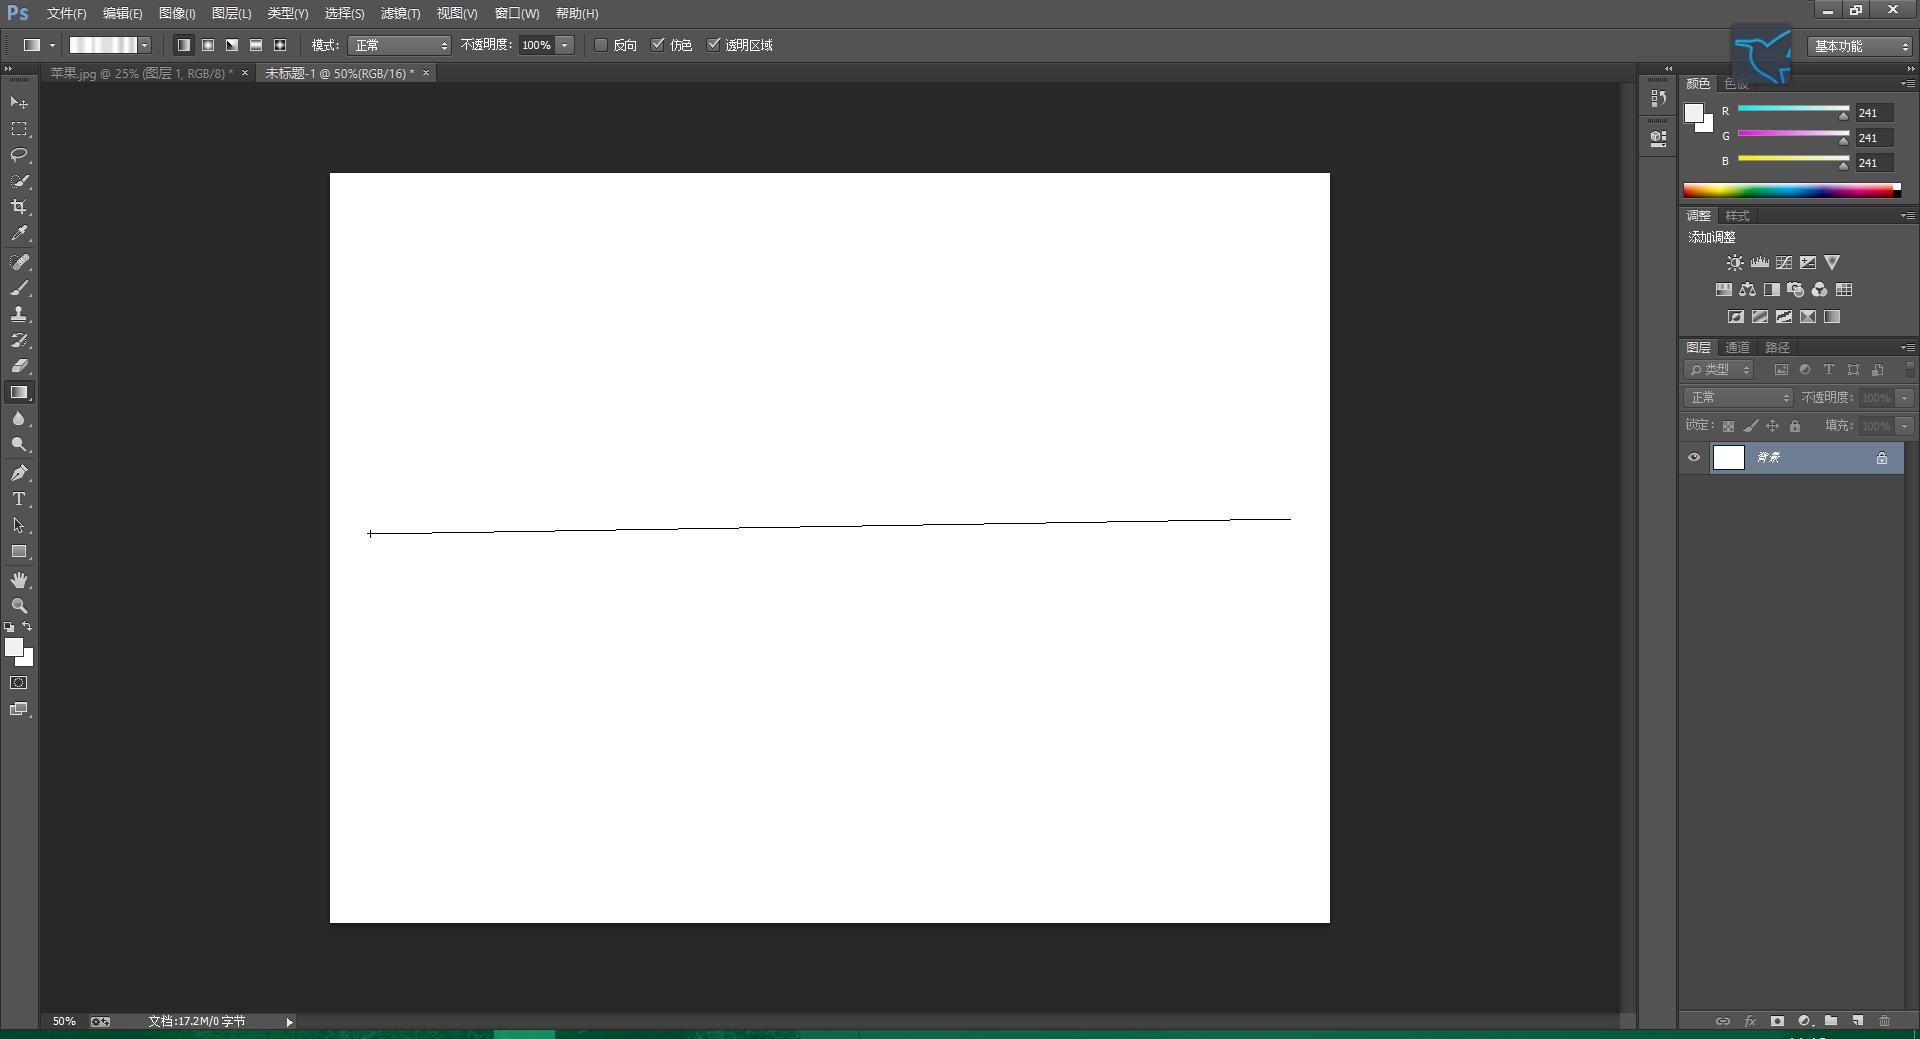 Ps 文件(F) 编辑(E) 图像(I) 图层(L) 类型(Y) 选择(S) 滤镜(T) 视图(V) 窗口(W) 帮助(H)
模式: 正常 不透明度: 100% 反向 仿色 透明区域 基本功能
苹果.jpg @ 25% (图层 1, RGB/8) * × 未标题-1 @ 50%(RGB/16) * ×
颜色 色板
R 241
G 241
B 241
调整 样式
添加调整
图层 通道 路径
类型
正常 不透明度: 100%
锁定: 填充: 100%
背景
T
fx
50% 文档:17.2M/0 字节